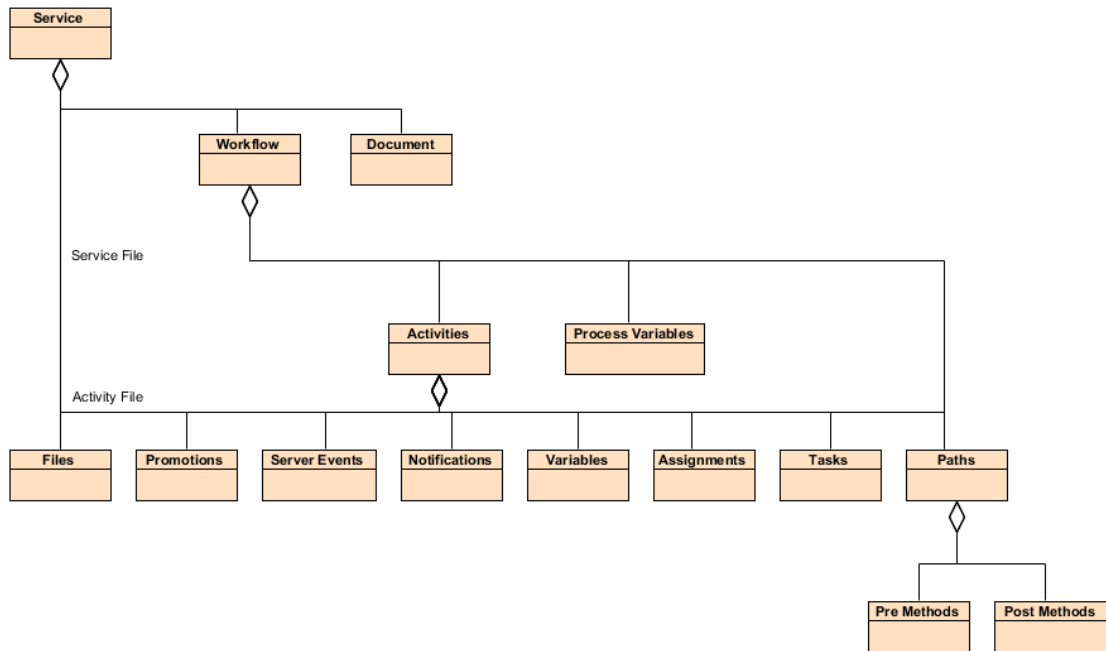 Service
Workflow
Document
Service File
Activities
Process Variables
Activity File
Files
Promotions
Server Events
Notifications
Variables
Assignments
Tasks
Paths
Pre Methods
Post Methods